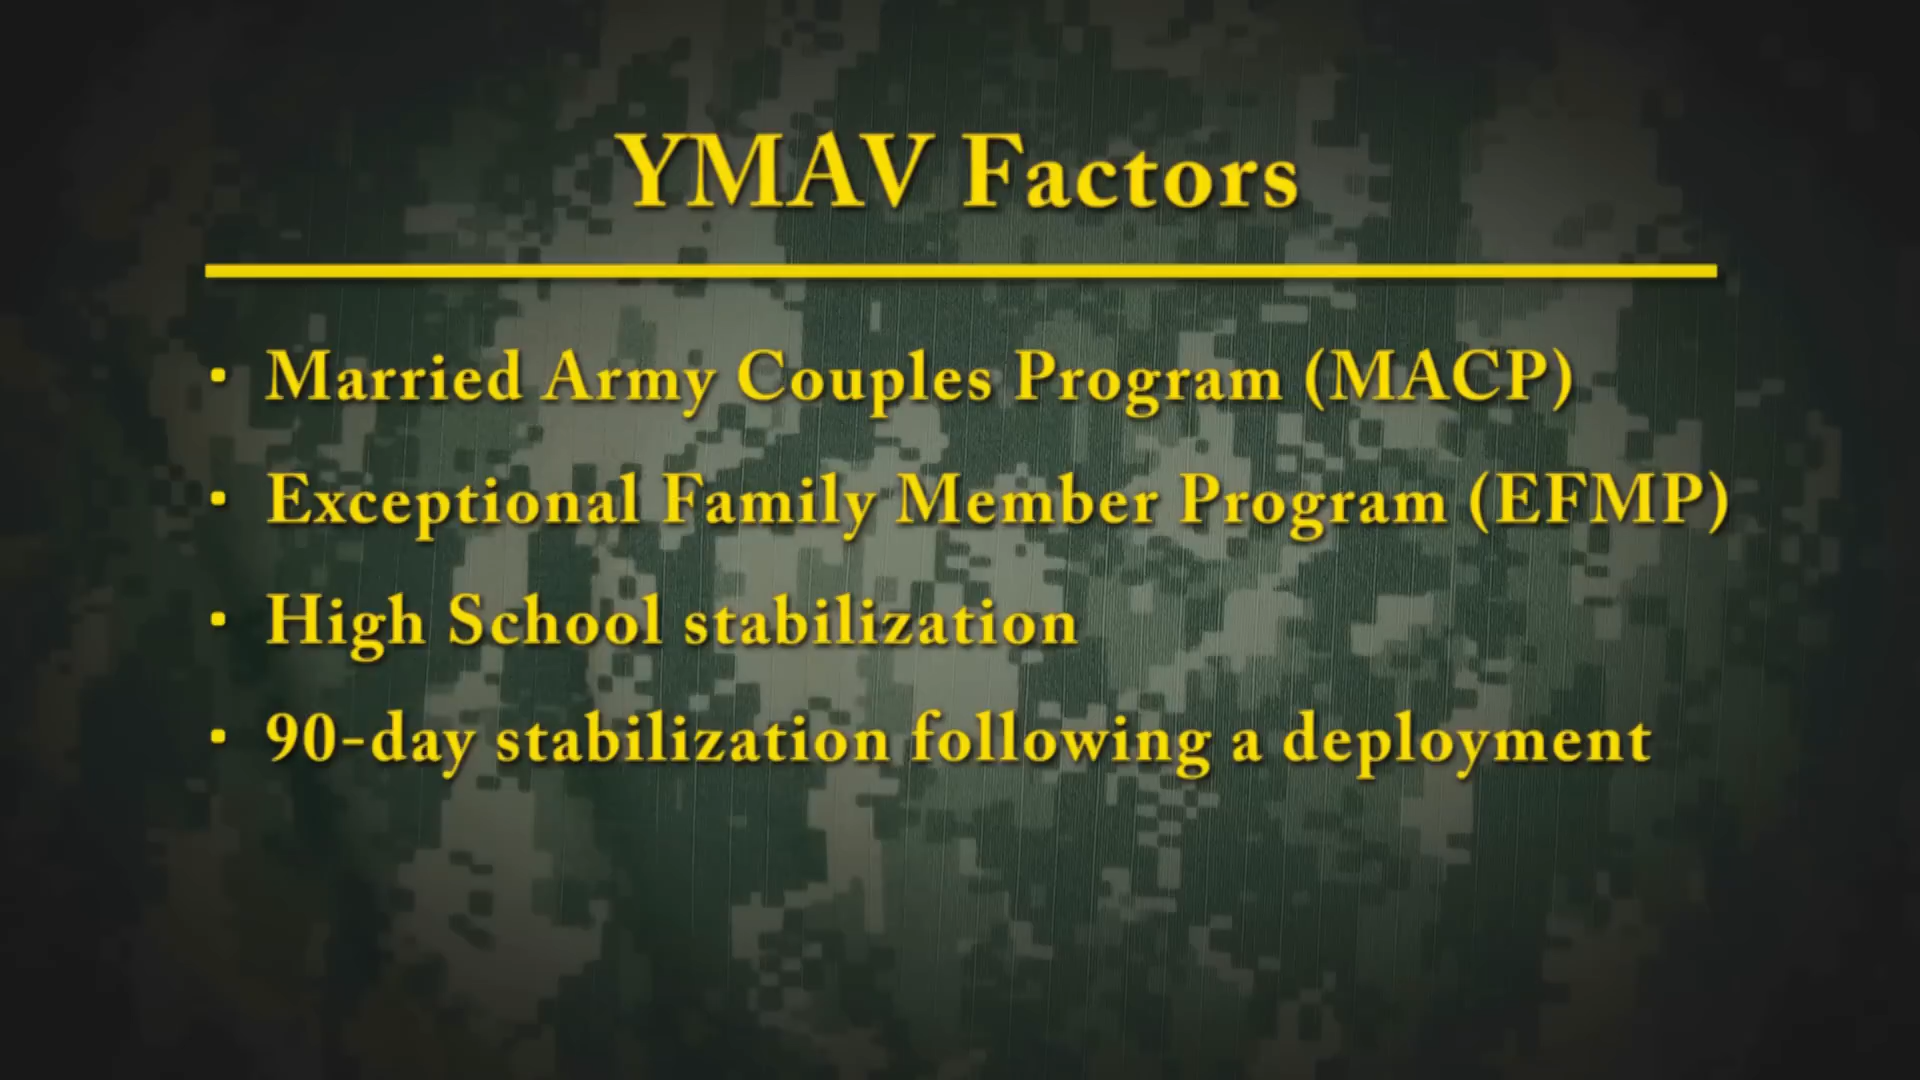 YMAV Factors
• Married Army Couples Program (MACP)
• Exceptional Family Member Program (EFMP)
• High School stabilization
• 90-day stabilization following a deployment